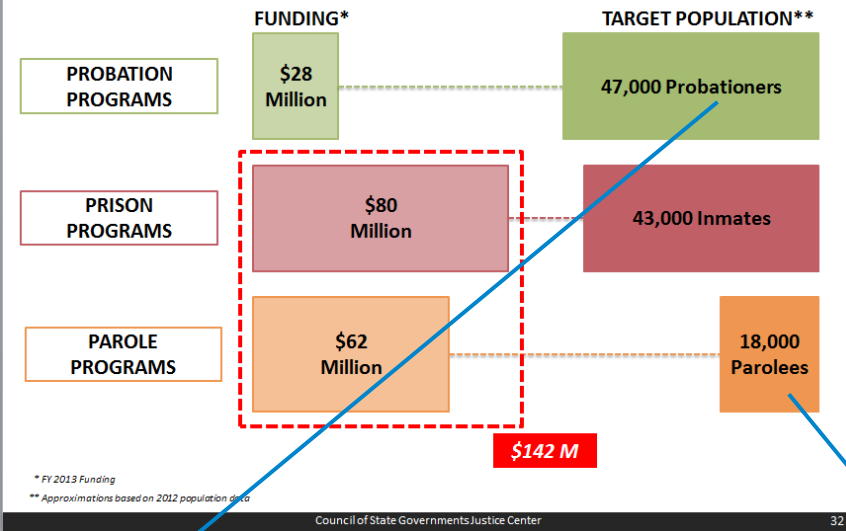 FUNDING*
TARGET POPULATION**
PROBATION
PROGRAMS
$28
Million
47,000 Probationers
PRISON
PROGRAMS
$80
Million
43,000 Inmates
PAROLE
PROGRAMS
$62
Million
18,000
Parolees
$142 M
* FY 2013 Funding
** Approximations based on 2012 population data
Council of State Governments Justice Center
32